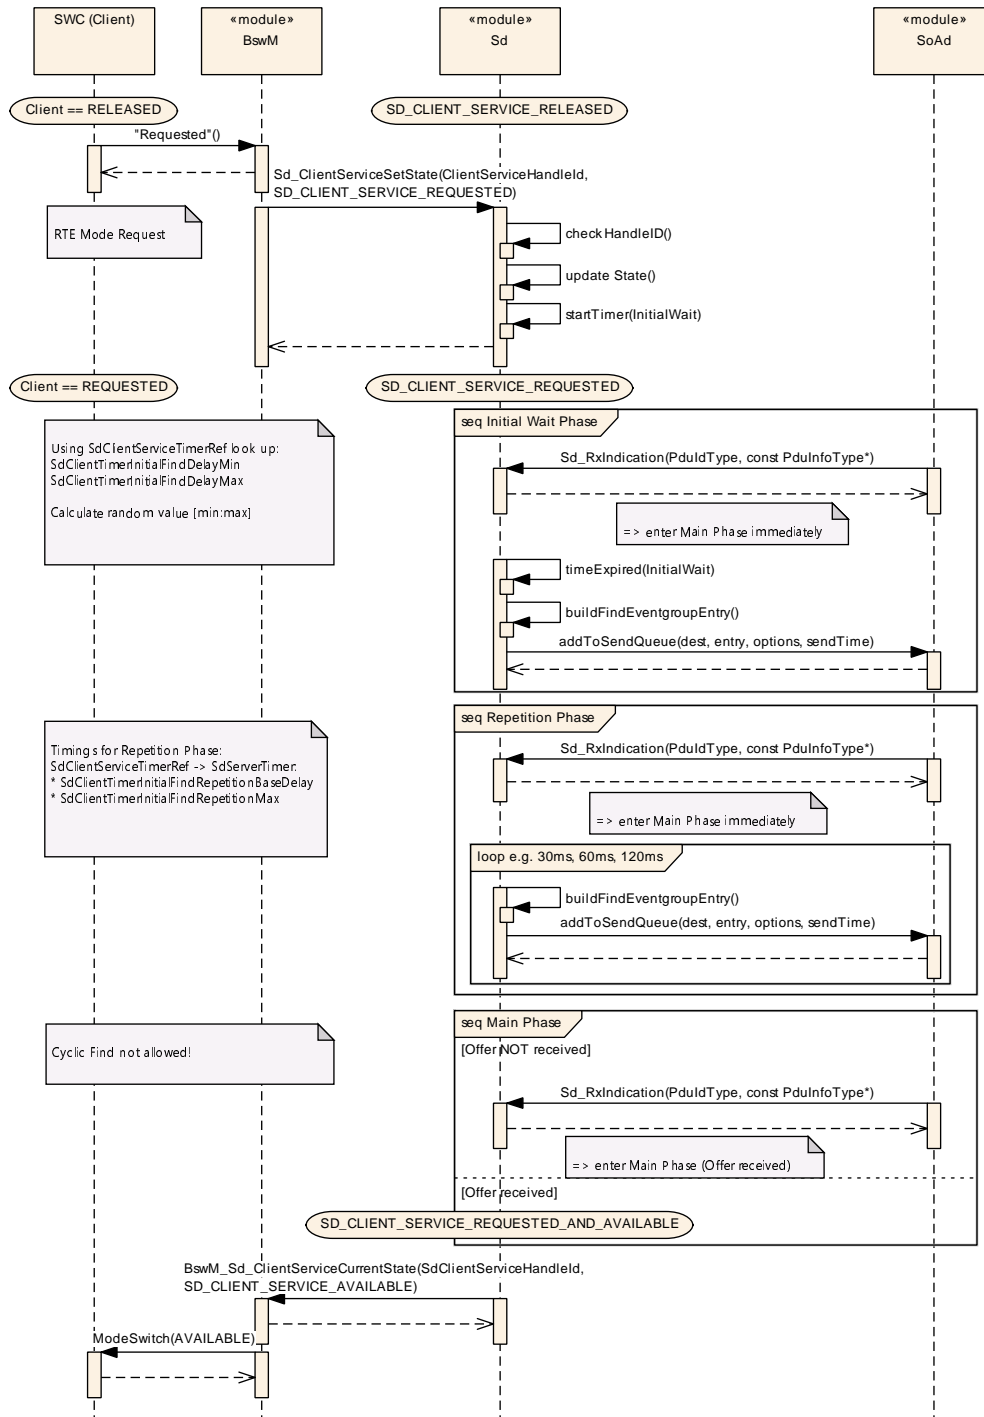 SWC (Client)
«module»
BswM
«module»
Sd
«module»
SoAd
Client == RELEASED
SD_CLIENT_SERVICE_RELEASED
"Requested"()
Sd_ClientServiceSetState(ClientServiceHandleId,
SD_CLIENT_SERVICE_REQUESTED)
RTE Mode Request
checkHandleID()
update State()
startTimer(InitialWait)
Client == REQUESTED
SD_CLIENT_SERVICE_REQUESTED
seq Initial Wait Phase
Using SdClientServiceTimerRef look up:
SdClientTimerInitialFindDelayMin
SdClientTimerInitialFindDelayMax
Calculate random value [min:max]
Sd_RxIndication(PduIdType, const PduInfoType*)
=> enter Main Phase immediately
timeExpired(InitialWait)
buildFindEventgroupEntry()
addToSendQueue(dest, entry, options, sendTime)
seq Repetition Phase
Timings for Repetition Phase:
SdClientServiceTimerRef -> SdServerTimer:
* SdClientTimerInitialFindRepetitionBaseDelay
* SdClientTimerInitialFindRepetitionMax
Sd_RxIndication(PduIdType, const PduInfoType*)
=> enter Main Phase immediately
loop e.g. 30ms, 60ms, 120ms
buildFindEventgroupEntry()
addToSendQueue(dest, entry, options, sendTime)
seq Main Phase
[Offer NOT received]
Cyclic Find not allowed!
Sd_RxIndication(PduIdType, const PduInfoType*)
=> enter Main Phase (Offer received)
[Offer received]
SD_CLIENT_SERVICE_REQUESTED_AND_AVAILABLE
BswM_Sd_ClientServiceCurrentState(SdClientServiceHandleId,
SD_CLIENT_SERVICE_AVAILABLE)
ModeSwitch(AVAILABLE)